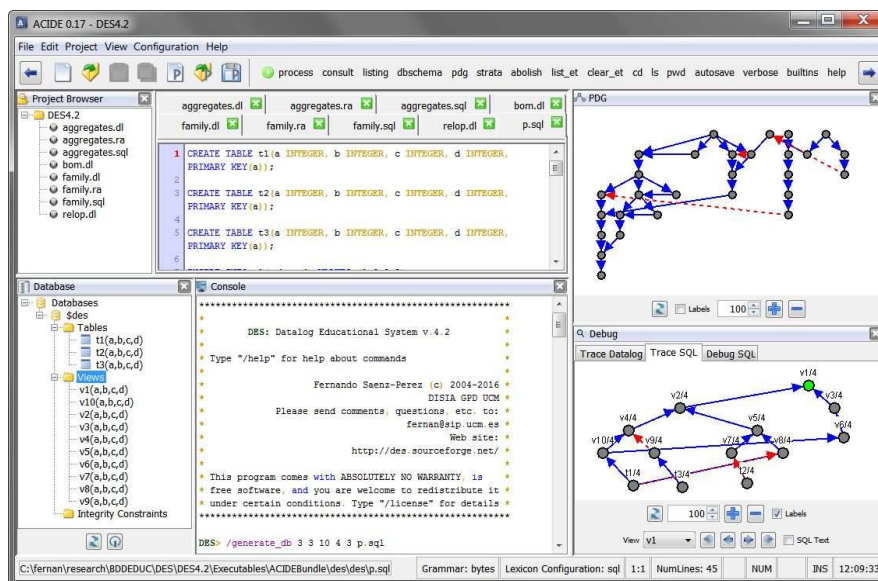 ACIDE 0.17 - DES4.2
File Edit Project View Configuration Help
process consult listing dbschema pdg strata abolish list_et clear_et cd ls pwd autosave verbose builtins help
Project Browser
DES4.2
aggregates.dl
aggregates.ra
aggregates.sql
bom.dl
family.dl
family.ra
family.sql
relop.dl
aggregates.dl aggregates.ra aggregates.sql bom.dl
family.dl family.ra family.sql relop.dl p.sql
1 CREATE TABLE t1(a INTEGER, b INTEGER, c INTEGER, d INTEGER,
PRIMARY KEY(a));
2
3 CREATE TABLE t2(a INTEGER, b INTEGER, c INTEGER, d INTEGER,
PRIMARY KEY(a));
4
5 CREATE TABLE t3(a INTEGER, b INTEGER, c INTEGER, d INTEGER,
PRIMARY KEY(a));
6
PDG
Labels 100
Database
Databases
$des
Tables
t1(a,b,c,d)
t2(a,b,c,d)
t3(a,b,c,d)
Views
v1(a,b,c,d)
v10(a,b,c,d)
v2(a,b,c,d)
v3(a,b,c,d)
v4(a,b,c,d)
v5(a,b,c,d)
v6(a,b,c,d)
v7(a,b,c,d)
v8(a,b,c,d)
v9(a,b,c,d)
Integrity Constraints
Console
*********************************************************
* *
* DES: Datalog Educational System v.4.2 *
* *
* Type "/help" for help about commands *
* *
* Fernando Saenz-Perez (c) 2004-2016 *
* DISIA GPD UCM *
* Please send comments, questions, etc. to: *
* fernan@sip.ucm.es *
* Web site: *
* http://des.sourceforge.net/ *
* *
* This program comes with ABSOLUTELY NO WARRANTY, is *
* free software, and you are welcome to redistribute it *
* under certain conditions. Type "/license" for details *
*********************************************************
DES> /generate_db 3 3 10 4 3 p.sql
Debug
Trace Datalog Trace SQL Debug SQL
v1/4
v2/4 v3/4
v4/4 v5/4 v6/4
v10/4 v9/4 v7/4 v8/4
t1/4 t3/4 t2/4
100 Labels
View v1 SQL Text
C:\fernan\research\BDDEDUC\DES\DES4.2\Executables\ACIDEBundle\des\des\p.sql Grammar: bytes Lexicon Configuration: sql 1:1 NumLines: 45 NUM INS 12:09:33